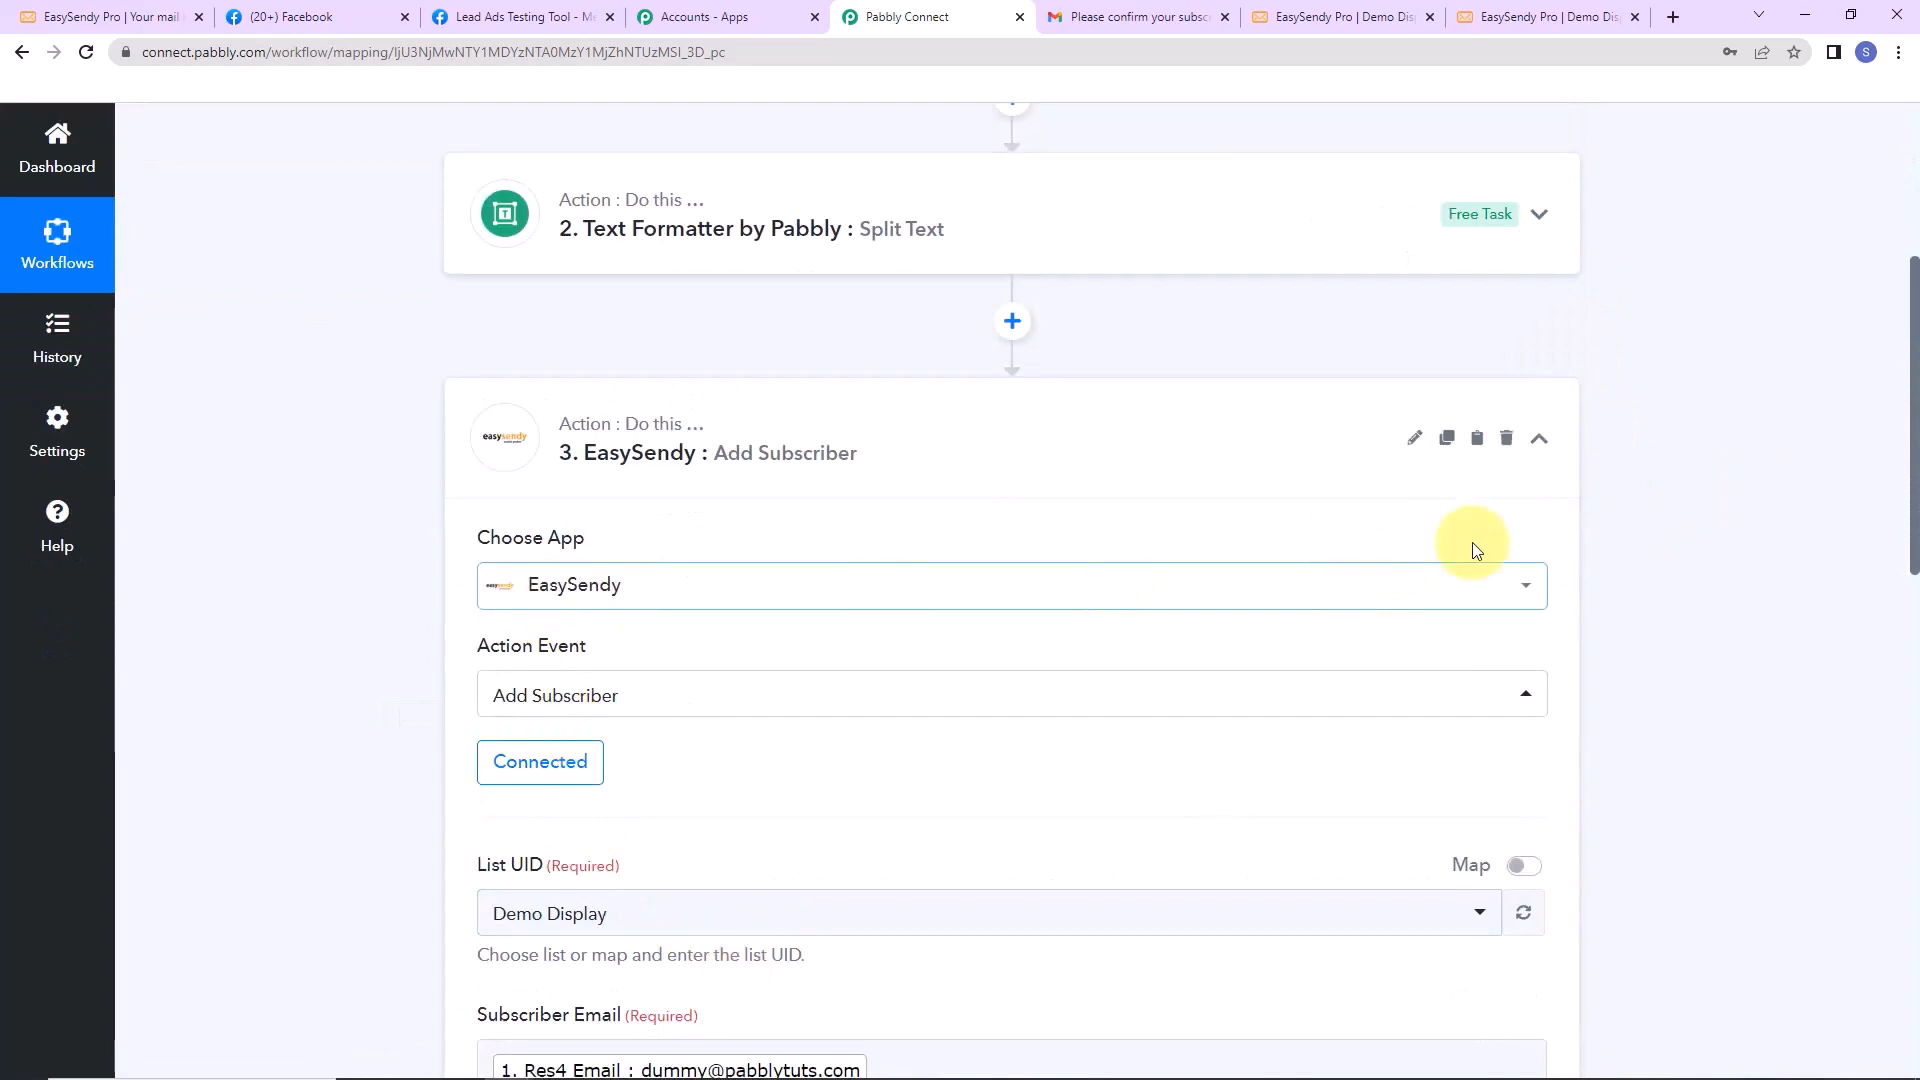 EasySendy Pro | Your mail
(20+) Facebook
Lead Ads Testing Tool - Me
Accounts - Apps
Pabbly Connect
Please confirm your subsc
EasySendy Pro | Demo Dis
EasySendy Pro | Demo Dis
connect.pabbly.com/workflow/mapping/IjU3NjMwNTY1MDYzNTA0MzY1MjZhNTUzMSI_3D_pc
S
Dashboard
Workflows
History
Settings
Help
Action : Do this ...
2. Text Formatter by Pabbly : Split Text
Free Task
easysendy
Action : Do this ...
3. EasySendy : Add Subscriber
Choose App
easysendy EasySendy
Action Event
Add Subscriber
Connected
List UID (Required)
Map
Demo Display
Choose list or map and enter the list UID.
Subscriber Email (Required)
1. Res4 Email : dummy@pabblytuts.com